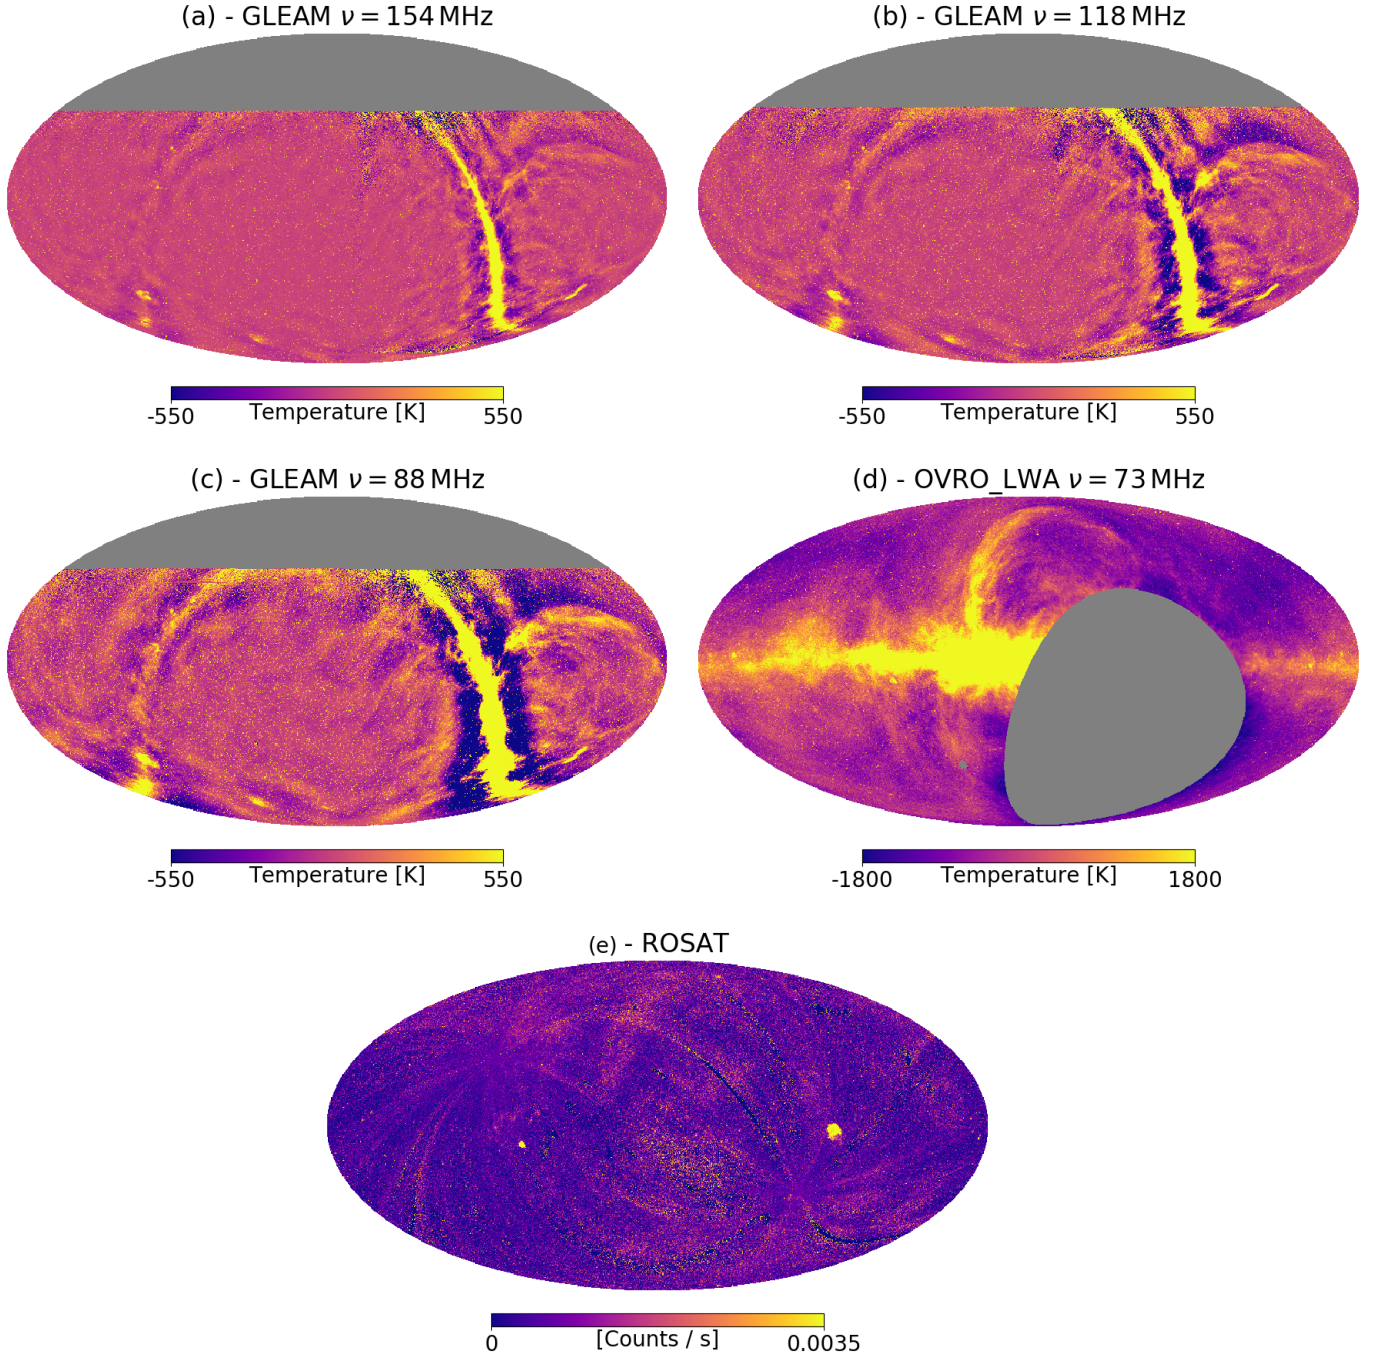 (a) - GLEAM ν = 154 MHz
(b) - GLEAM ν = 118 MHz
-550 Temperature [K] 550
-550 Temperature [K] 550
(c) - GLEAM ν = 88 MHz
(d) - OVRO_LWA ν = 73 MHz
-550 Temperature [K] 550
-1800 Temperature [K] 1800
(e) - ROSAT
0 [Counts / s] 0.0035